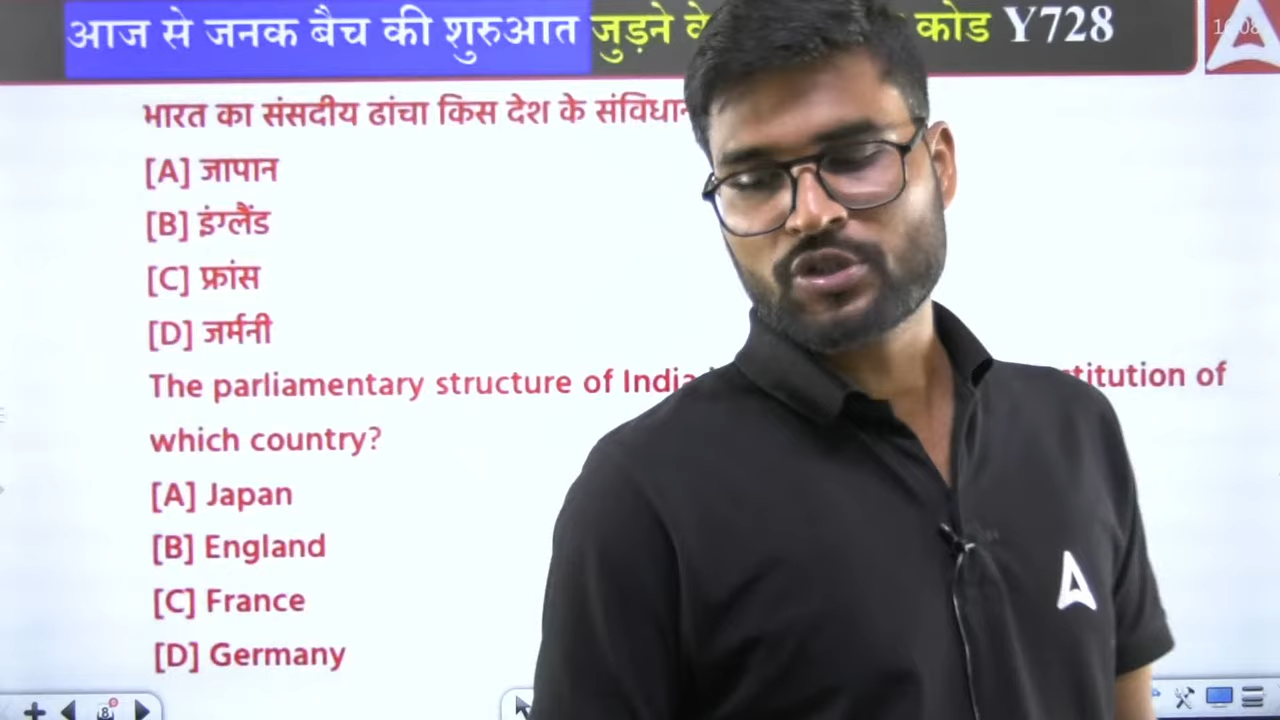 आज से जनक बैच की शुरुआत जुड़ने कोड Y728
भारत का संसदीय ढांचा किस देश के संविधान
[A] जापान
[B] इंग्लैंड
[C] फ्रांस
[D] जर्मनी
The parliamentary structure of India of
which country?
[A] Japan
[B] England
[C] France
[D] Germany